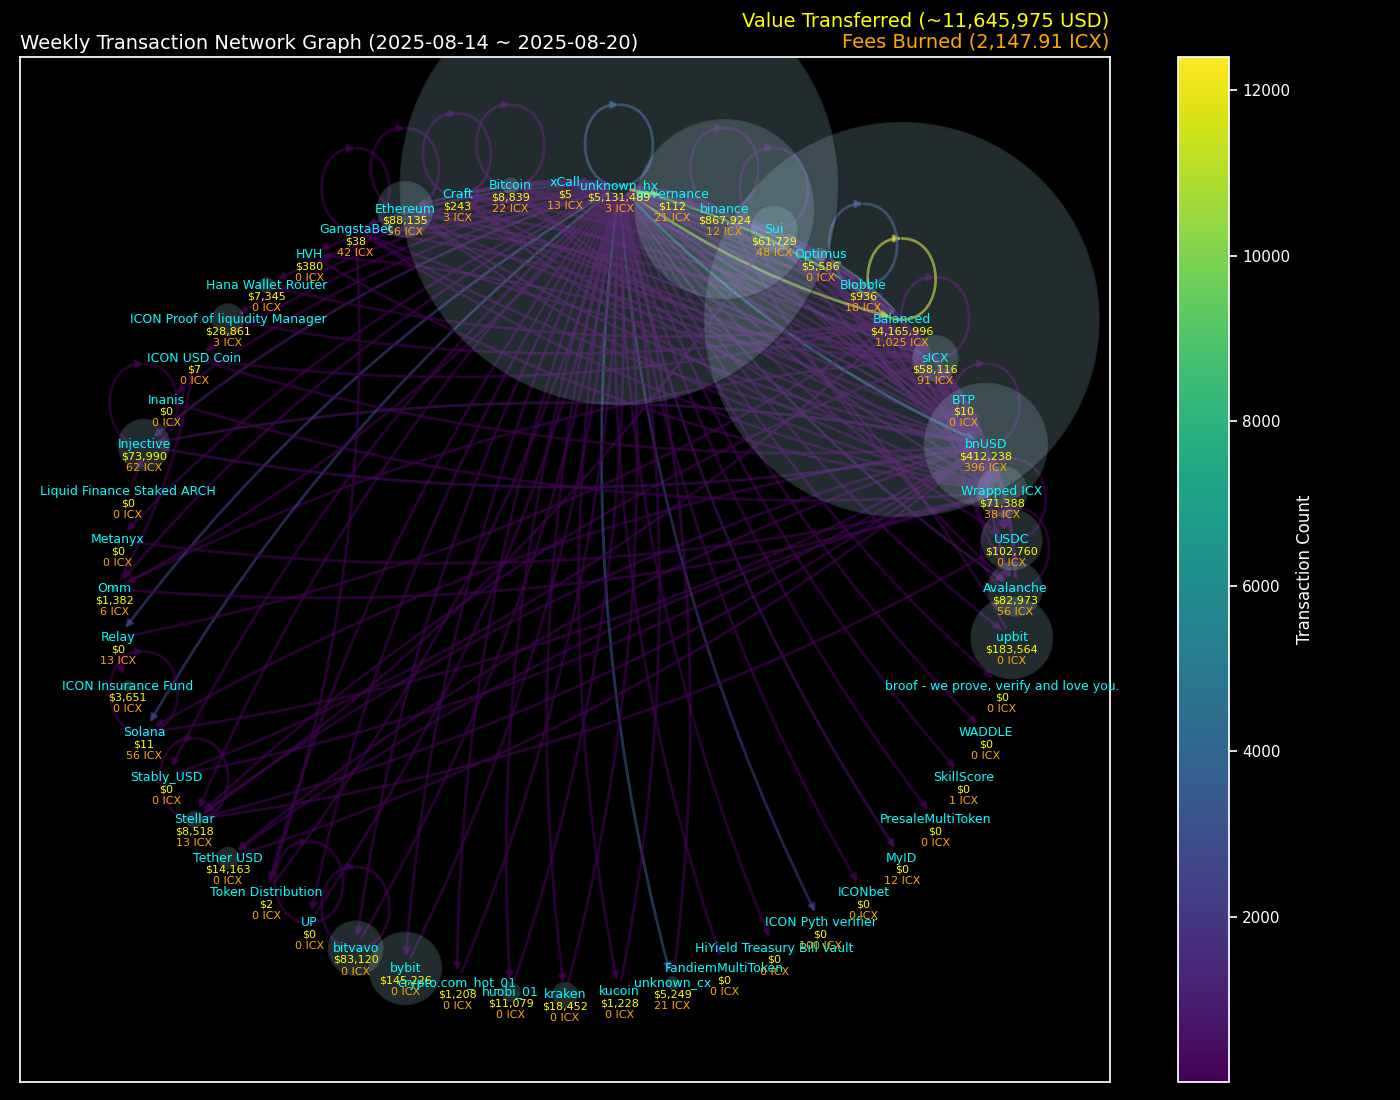 Value Transferred (~11,645,975 USD)
Weekly Transaction Network Graph (2025-08-14 ~ 2025-08-20)
Fees Burned (2,147.91 ICX)
xCall
$5
13 ICX
unknown_hx
$5,131,489
3 ICX
Bitcoin
$8,839
22 ICX
Craft
$243
3 ICX
$112
21 ICX
Ethereum
$88,135
56 ICX
binance
$867,924
12 ICX
GangstaBet
$38
42 ICX
Sui
$61,729
48 ICX
HVH
$380
0 ICX
Optimus
$5,586
0 ICX
Hana Wallet Router
$7,345
0 ICX
Blobble
$936
18 ICX
ICON Proof of liquidity Manager
$28,861
3 ICX
Balanced
$4,165,996
1,025 ICX
ICON USD Coin
$7
0 ICX
sICX
$58,116
91 ICX
Inanis
$0
0 ICX
BTP
$10
0 ICX
Injective
$73,990
62 ICX
bnUSD
$412,238
396 ICX
Liquid Finance Staked ARCH
$0
0 ICX
Wrapped ICX
$71,388
38 ICX
Metanyx
$0
0 ICX
USDC
$102,760
0 ICX
Omm
$1,382
6 ICX
Avalanche
$82,973
56 ICX
Relay
$0
13 ICX
upbit
$183,564
0 ICX
ICON Insurance Fund
$3,651
0 ICX
broof - we prove, verify and love you.
$0
0 ICX
Solana
$11
56 ICX
WADDLE
$0
0 ICX
Stably_USD
$0
0 ICX
SkillScore
$0
1 ICX
Stellar
$8,518
13 ICX
PresaleMultiToken
$0
0 ICX
Tether USD
$14,163
0 ICX
MyID
$0
12 ICX
Token Distribution
$2
0 ICX
ICONbet
$0
0 ICX
UP
$0
0 ICX
ICON Pyth verifier
$0
100 ICX
bitvavo
$83,120
0 ICX
HiYield Treasury Bill Vault
$0
0 ICX
bybit
$145,226
0 ICX
FandiemMultiToken
$0
0 ICX
crypto.com_hot_01
$1,208
0 ICX
huobi_01
$11,079
0 ICX
kraken
$18,452
0 ICX
kucoin
$1,228
0 ICX
unknown_cx
$5,249
21 ICX
12000
10000
8000
6000
4000
2000
Transaction Count